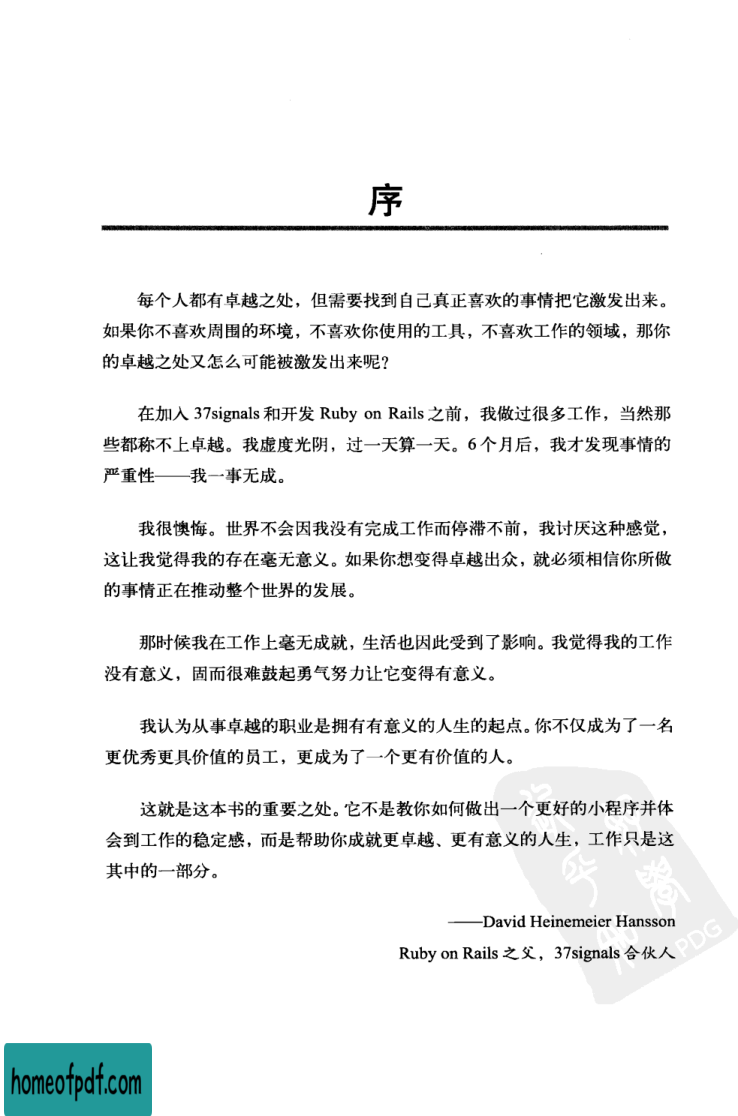 序
每个人都有卓越之处，但需要找到自己真正喜欢的事情把它激发出来。
如果你不喜欢周围的环境，不喜欢你使用的工具，不喜欢工作的领域，那你
的卓越之处又怎么可能被激发出来呢？
在加入 37signals 和开发 Ruby on Rails 之前，我做过很多工作，当然那
些都称不上卓越。我虚度光阴，过一天算一天。6 个月后，我才发现事情的
严重性——我一事无成。
我很懊悔。世界不会因我没有完成工作而停滞不前，我讨厌这种感觉，
这让我觉得我的存在毫无意义。如果你想变得卓越出众，就必须相信你所做
的事情正在推动整个世界的发展。
那时候我在工作上毫无成就，生活也因此受到了影响。我觉得我的工作
没有意义，固而很难鼓起勇气努力让它变得有意义。
我认为从事卓越的职业是拥有有意义的人生的起点。你不仅成为了一名
更优秀更具价值的员工，更成为了一个更有价值的人。
这就是这本书的重要之处。它不是教你如何做出一个更好的小程序并体
会到工作的稳定感，而是帮助你成就更卓越、更有意义的人生，工作只是这
其中的一部分。
——David Heinemeier Hansson
Ruby on Rails 之父，37signals 合伙人
PDG
homeofpdf.com